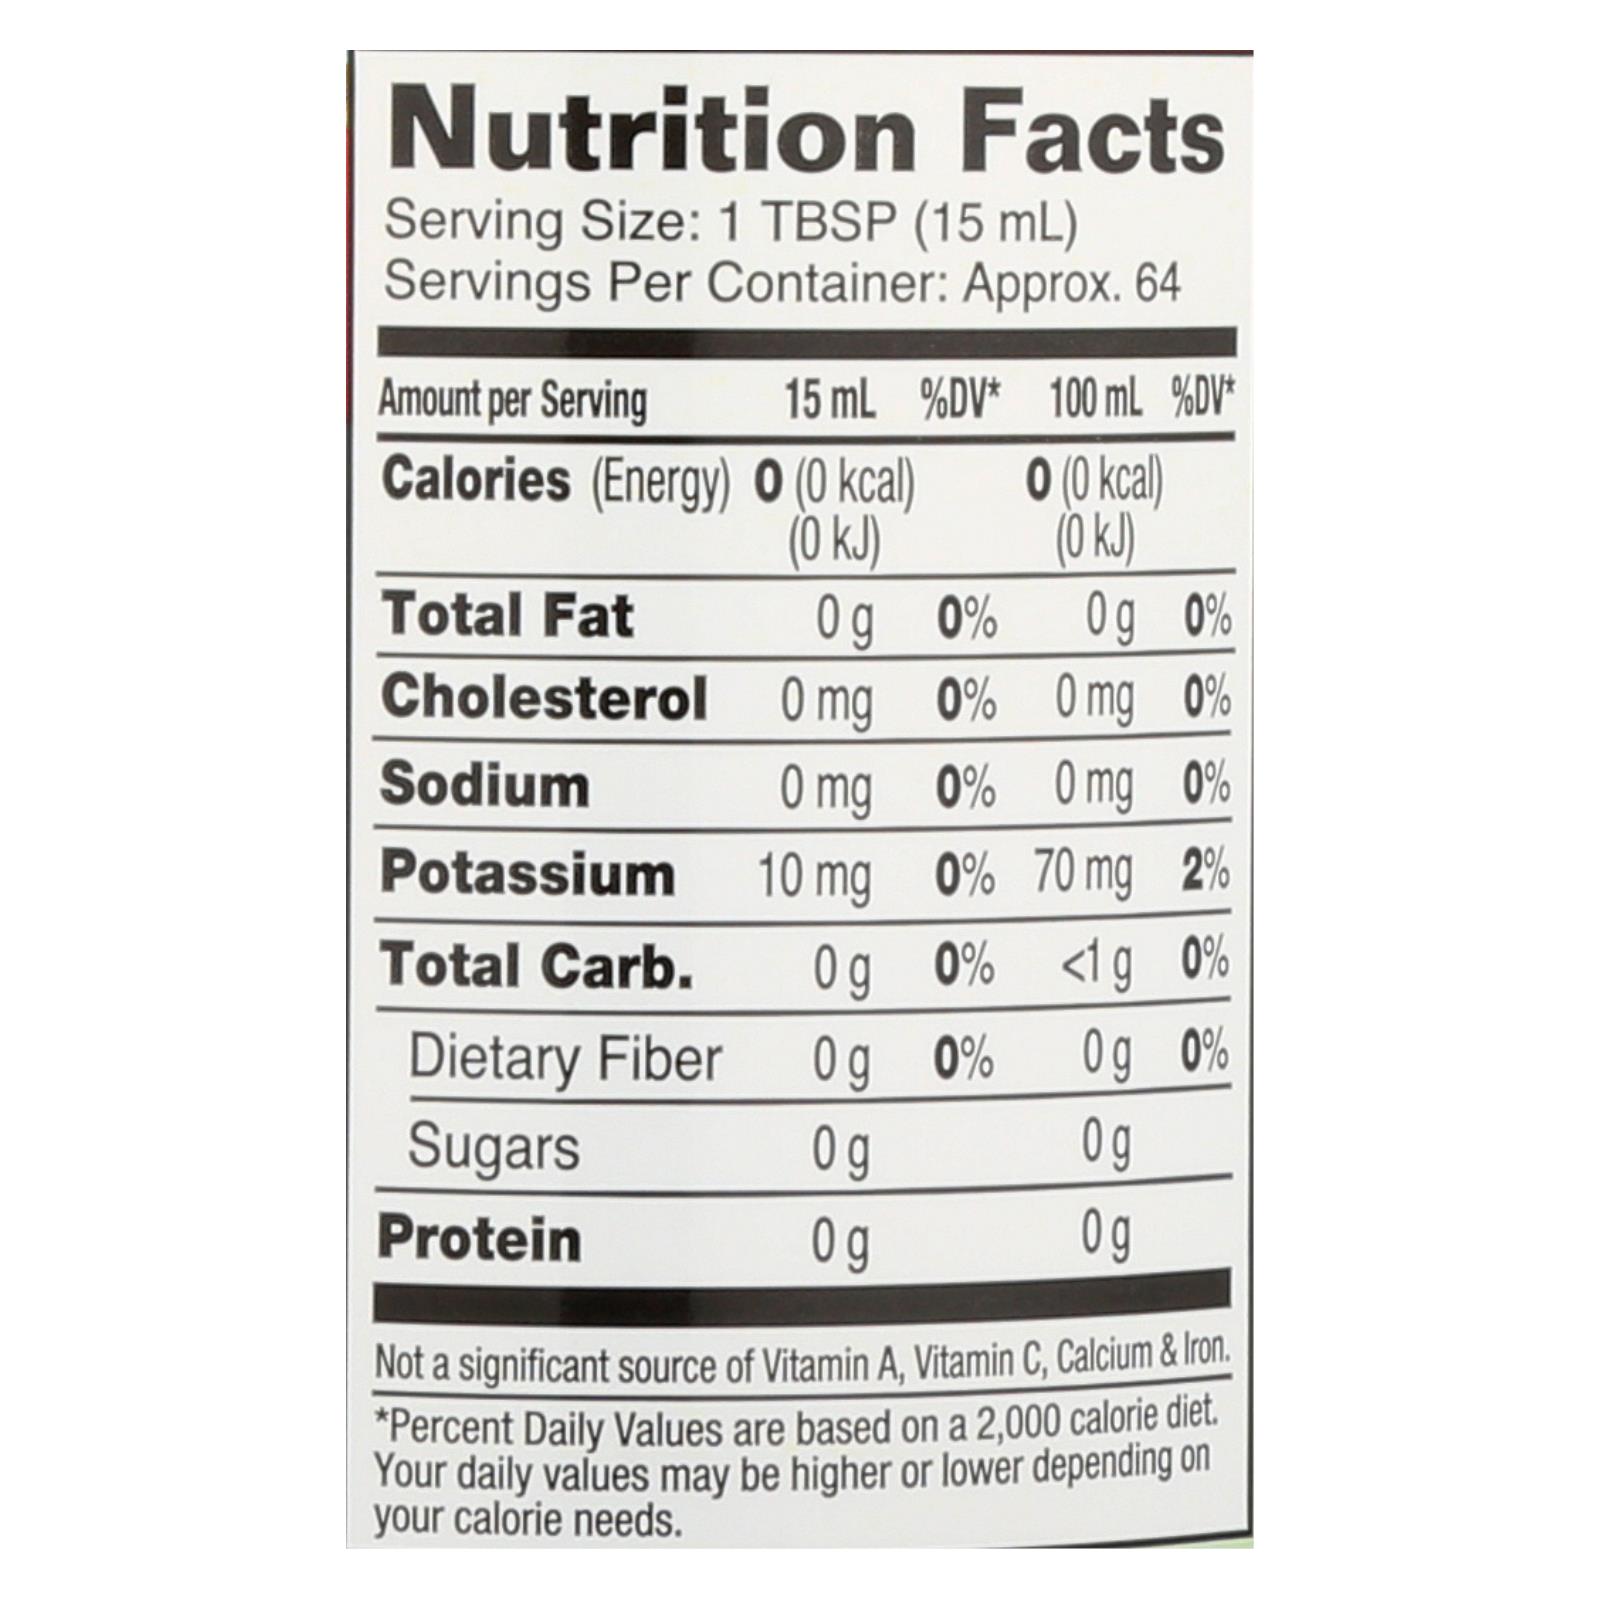 Nutrition Facts
Serving Size: 1 TBSP (15 mL)
Servings Per Container: Approx. 64
Amount per Serving 15 mL %DV* 100 mL %DV*
Calories (Energy) 0 (0 kcal) 0 (0 kcal)
(0 kJ) (0 kJ)
Total Fat 0 g 0% 0 g 0%
Cholesterol 0 mg 0% 0 mg 0%
Sodium 0 mg 0% 0 mg 0%
Potassium 10 mg 0% 70 mg 2%
Total Carb. 0 g 0% <1 g 0%
Dietary Fiber 0 g 0% 0 g 0%
Sugars 0 g 0 g
Protein 0 g 0 g
Not a significant source of Vitamin A, Vitamin C, Calcium & Iron.
*Percent Daily Values are based on a 2,000 calorie diet.
Your daily values may be higher or lower depending on
your calorie needs.